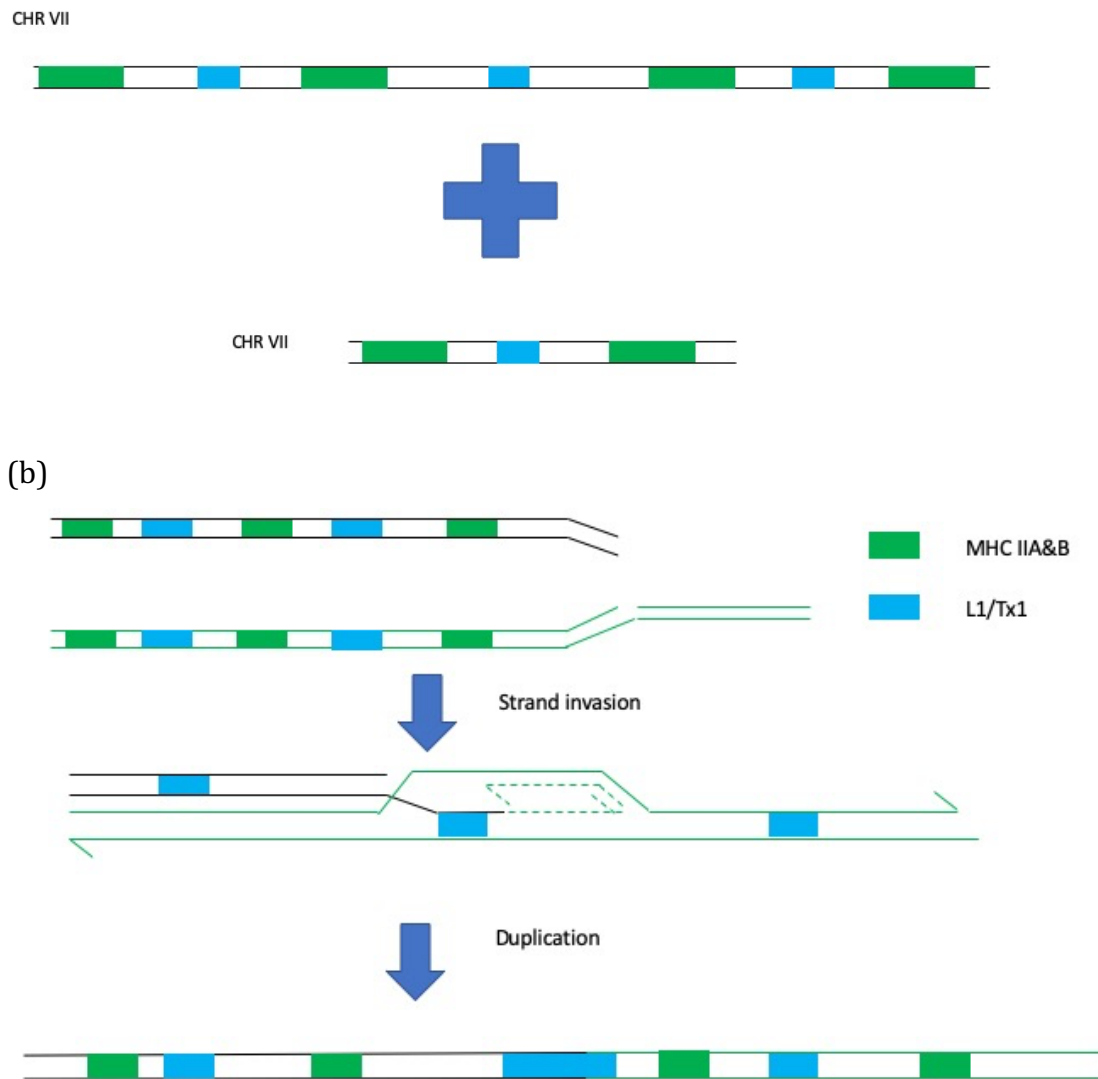 CHR VII
CHR VII
(b)
MHC IIA&B
L1/Tx1
Strand invasion
Duplication